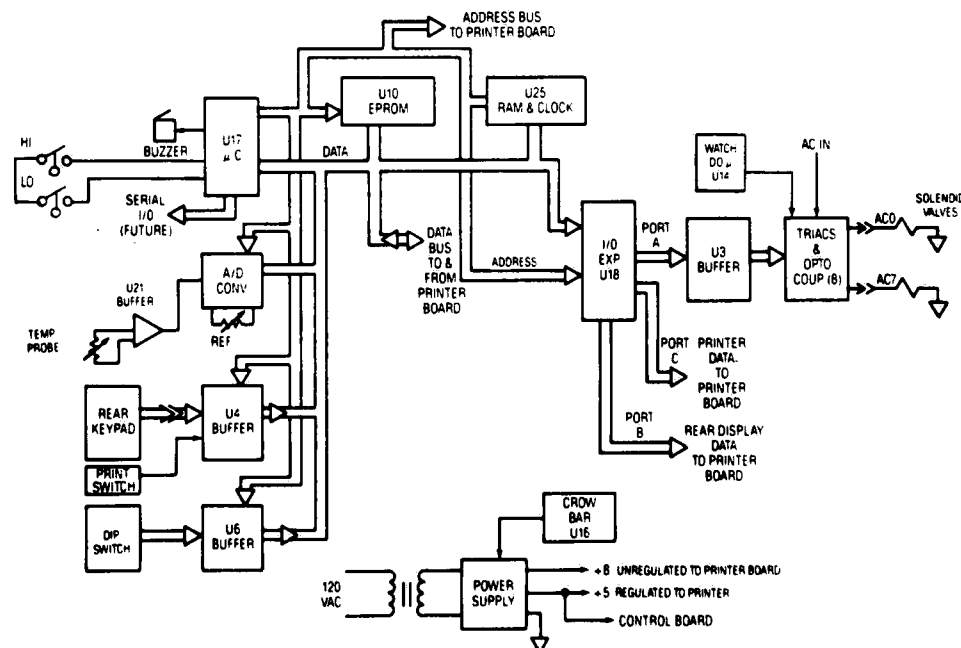 ADDRESS BUS
TO PRINTER BOARD
U10
EPROM
U25
RAM & CLOCK
U17
μC
BUZZER
HI
LO
DATA
SERIAL
I/O
(FUTURE)
WATCH
DOμ
U14
AC IN
SOLENOID
VALVES
AC0
AC7
I/O
EXP
U18
PORT
A
U3
BUFFER
TRIACS
&
OPTO
COUP (8)
DATA
BUS
TO &
FROM
PRINTER
BOARD
ADDRESS
A/D
CONV
REF
U21
BUFFER
TEMP
PROBE
PORT
C
PRINTER
DATA.
TO
PRINTER
BOARD
REAR
KEYPAD
U4
BUFFER
PRINT
SWITCH
PORT
B
REAR DISPLAY
DATA
TO PRINTER
BOARD
DIP
SWITCH
U6
BUFFER
CROW
BAR
U16
120
VAC
POWER
SUPPLY
+8 UNREGULATED TO PRINTER BOARD
+5 REGULATED TO PRINTER
CONTROL BOARD